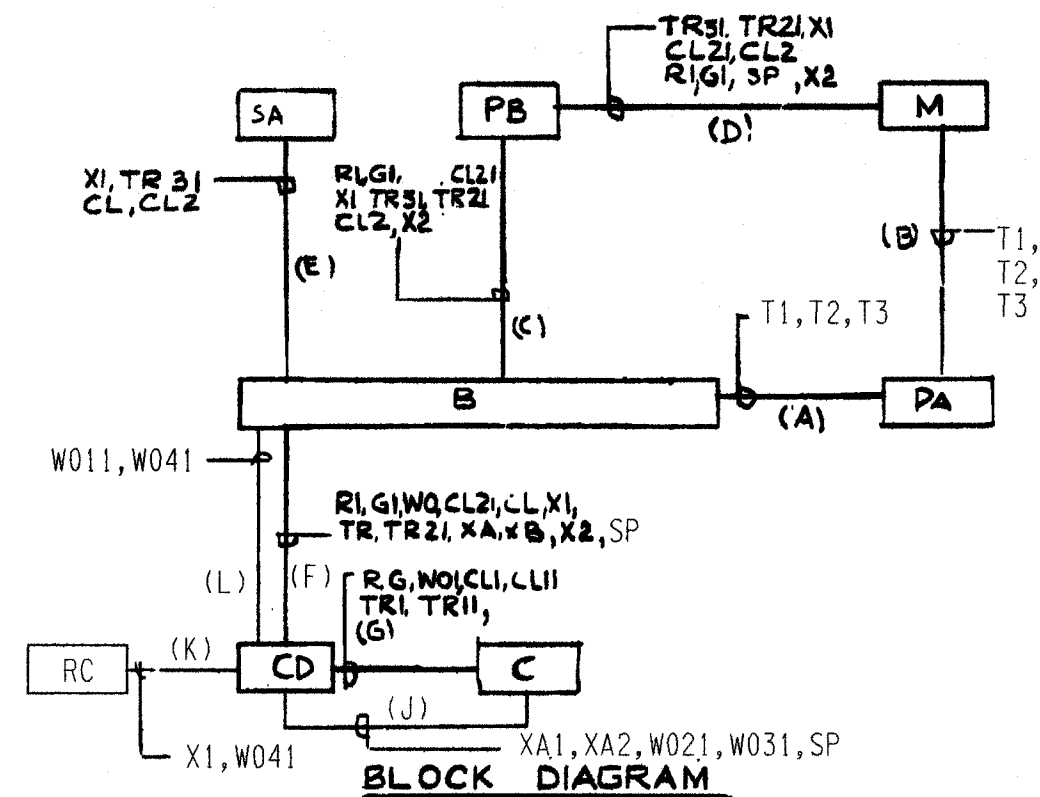 TR31, TR21, X1
CL21, CL2
R1,G1, SP ,X2
SA
PB
M
(D)
X1, TR31
CL, CL2
R1,G1, CL21
X1 TR31, TR21
CL2, X2
(B)
T1,
T2,
T3
(E)
(C)
T1,T2,T3
B
PA
(A)
W011,W041
R1, G1,W0,CL21,CL,X1,
TR,TR21, XA,XB,X2,SP
(L)
(F)
R,G,W01,CL1,CL11
TR1, TR11,
(G)
(K)
RC
CD
C
(J)
X1,W041
XA1,XA2,W021,W031,SP
BLOCK DIAGRAM